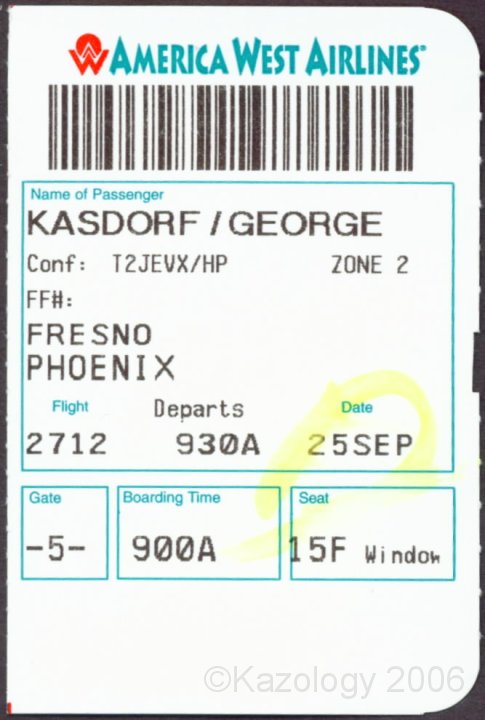 AMERICA WEST AIRLINES
Name of Passenger
KASDORF / GEORGE
Conf: T2JEVX/HP ZONE 2
FF#:
FRESNO
PHOENIX
Flight Departs Date
2712 930A 25SEP
Gate Boarding Time Seat
-5- 900A 15F Window
©Kazology 2006